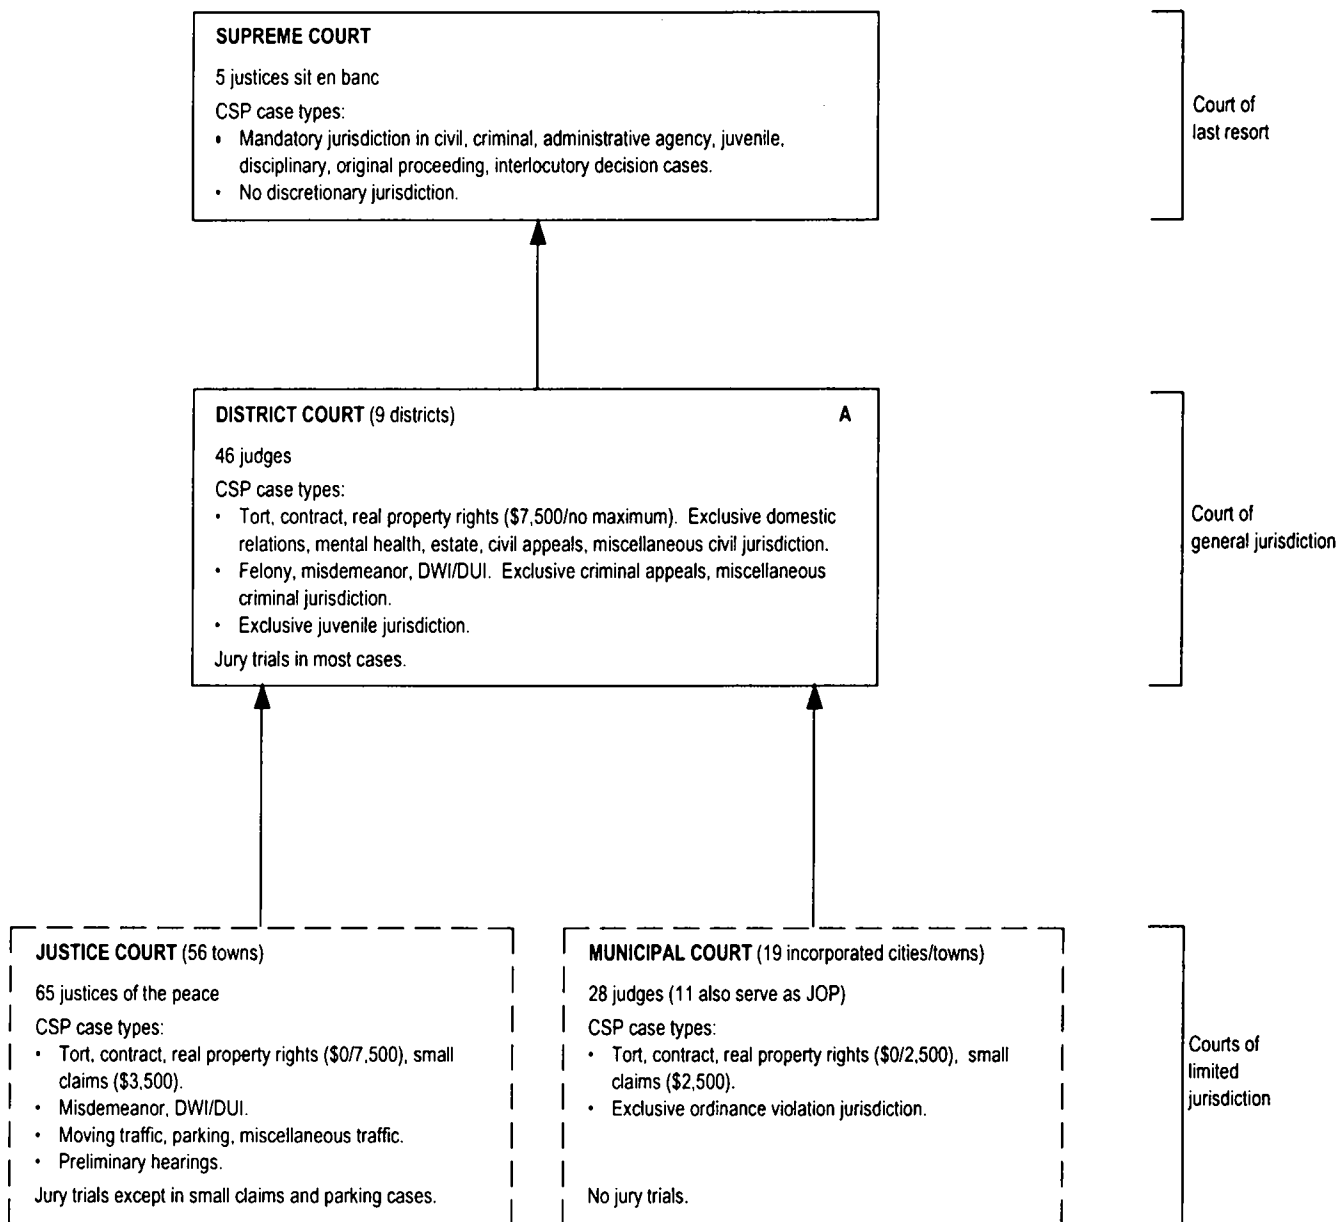 SUPREME COURT
5 justices sit en banc
CSP case types:
• Mandatory jurisdiction in civil, criminal, administrative agency, juvenile,
disciplinary, original proceeding, interlocutory decision cases.
• No discretionary jurisdiction.
Court of
last resort
DISTRICT COURT (9 districts) A
46 judges
CSP case types:
• Tort, contract, real property rights ($7,500/no maximum). Exclusive domestic
relations, mental health, estate, civil appeals, miscellaneous civil jurisdiction.
• Felony, misdemeanor, DWI/DUI. Exclusive criminal appeals, miscellaneous
criminal jurisdiction.
• Exclusive juvenile jurisdiction.
Jury trials in most cases.
Court of
general jurisdiction
JUSTICE COURT (56 towns)
65 justices of the peace
CSP case types:
• Tort, contract, real property rights ($0/7,500), small
claims ($3,500).
• Misdemeanor, DWI/DUI.
• Moving traffic, parking, miscellaneous traffic.
• Preliminary hearings.
Jury trials except in small claims and parking cases.
MUNICIPAL COURT (19 incorporated cities/towns)
28 judges (11 also serve as JOP)
CSP case types:
• Tort, contract, real property rights ($0/2,500), small
claims ($2,500).
• Exclusive ordinance violation jurisdiction.
No jury trials.
Courts of
limited
jurisdiction